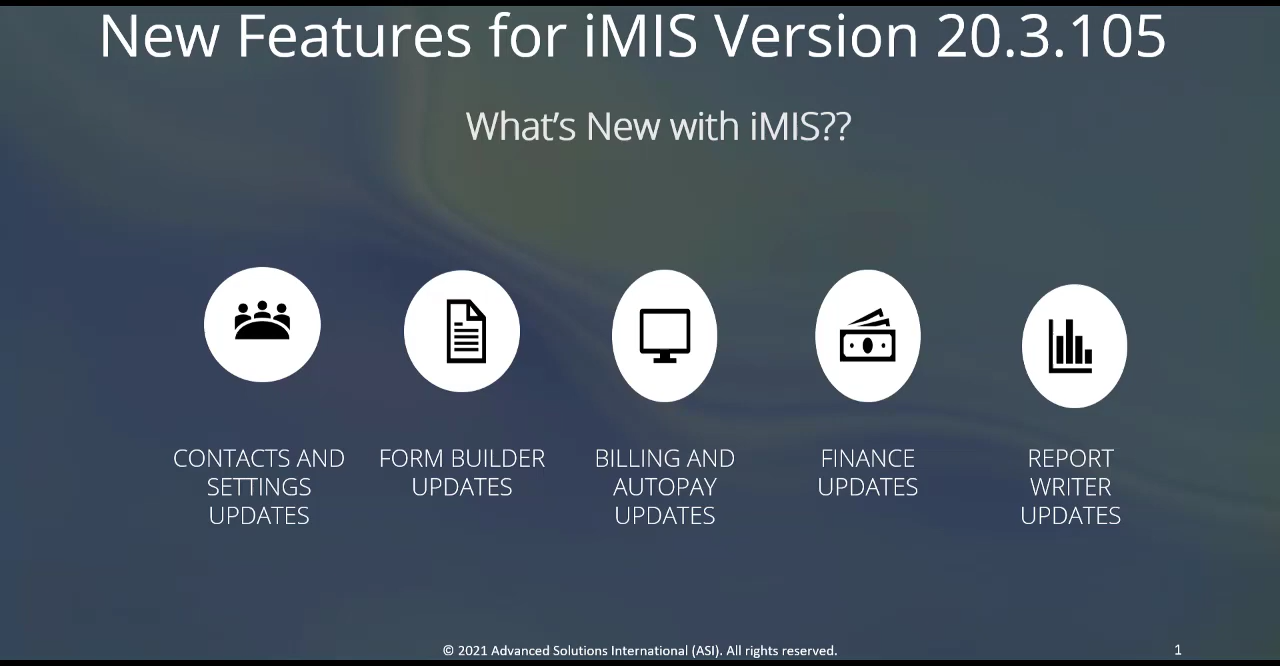 New Features for iMIS Version 20.3.105
What's New with iMIS??
CONTACTS AND
SETTINGS
UPDATES
FORM BUILDER
UPDATES
BILLING AND
AUTOPAY
UPDATES
FINANCE
UPDATES
REPORT
WRITER
UPDATES
© 2021 Advanced Solutions International (ASI). All rights reserved.
1